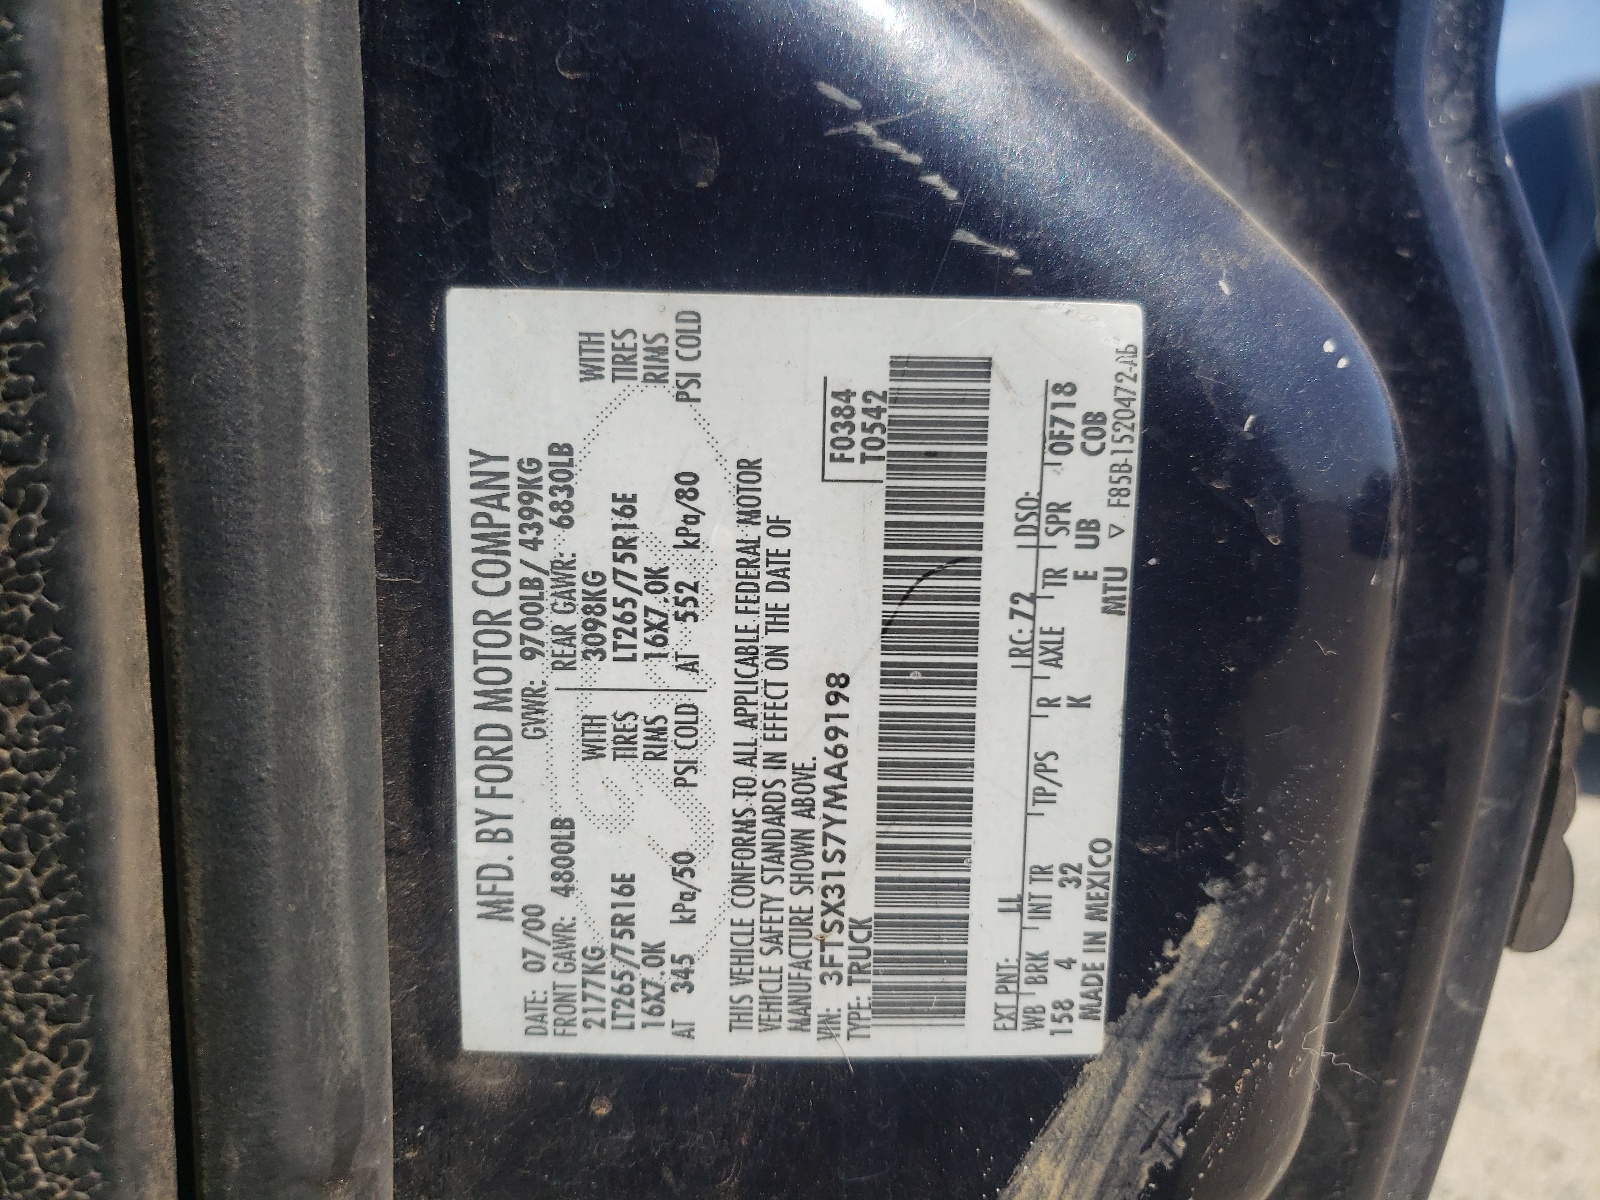 MFD. BY FORD MOTOR COMPANY
DATE: 07/00 GVWR: 9700LB/4399KG
FRONT GAWR: 4800LB REAR GAWR: 6830LB
2177KG WITH 3098KG WITH
LT265/75R16E TIRES LT265/75R16E TIRES
16X7.0K RIMS 16X7.0K RIMS
AT 345 kPa/50 PSI COLD AT 552 kPa/80 PSI COLD
THIS VEHICLE CONFORMS TO ALL APPLICABLE FEDERAL MOTOR
VEHICLE SAFETY STANDARDS IN EFFECT ON THE DATE OF
MANUFACTURE SHOWN ABOVE.
VIN: 3FTSX31S7YMA69198 F0384
TYPE: TRUCK T0542
EXT PNT: LL RC: 72 DSO:
WB BRK INT TR TP/PS R AXLE TR SPR 0F718
158 4 32 K E UB COB
MADE IN MEXICO MTU ▽ F85B-1520472-AB